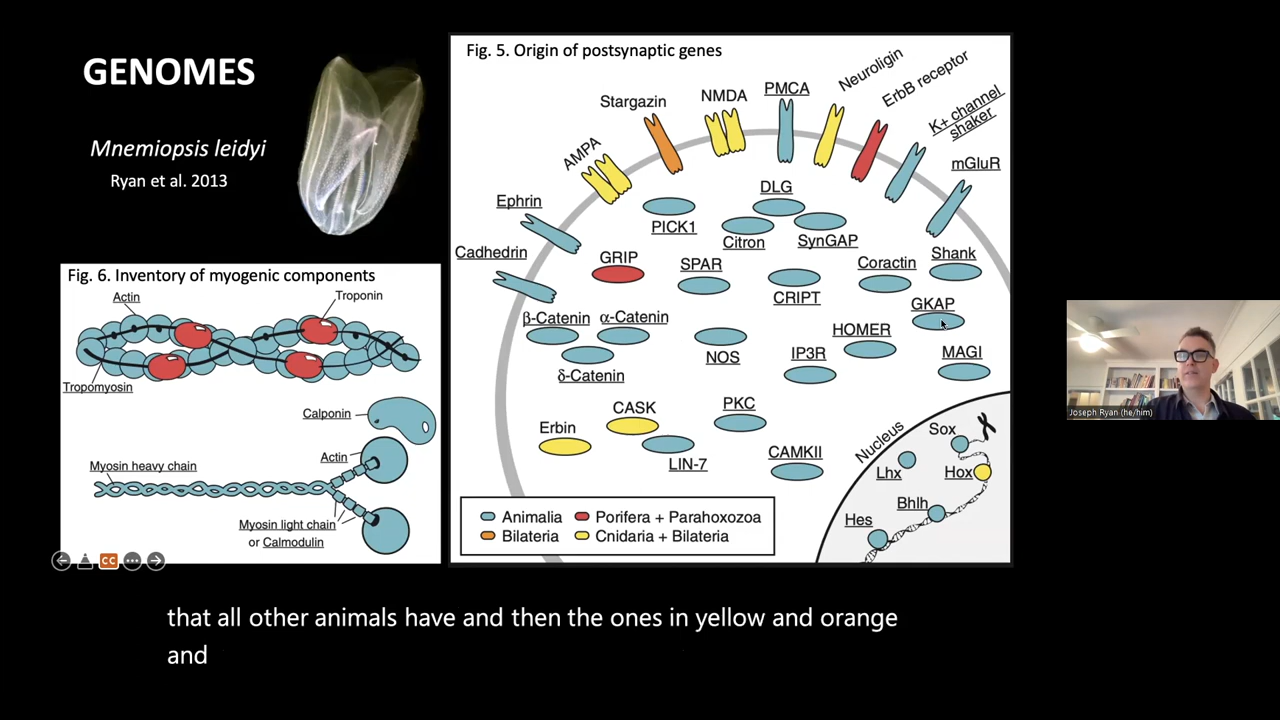 GENOMES
Mnemiopsis leidyi
Ryan et al. 2013
Fig. 6. Inventory of myogenic components
Actin
Troponin
Tropomyosin
Calponin
Actin
Myosin heavy chain
Myosin light chain
or Calmodulin
CC
Fig. 5. Origin of postsynaptic genes
Neuroligin
ErbB receptor
PMCA
NMDA
Stargazin
K+ channel
shaker
AMPA
mGluR
DLG
Ephrin
PICK1
Citron
SynGAP
Cadhedrin
GRIP
SPAR
Coractin
Shank
CRIPT
GKAP
β-Catenin
α-Catenin
HOMER
NOS
IP3R
MAGI
δ-Catenin
CASK
PKC
Erbin
LIN-7
CAMKII
Nucleus
Sox
Lhx
Hox
Bhlh
Hes
Animalia
Porifera + Parahoxozoa
Bilateria
Cnidaria + Bilateria
Joseph Ryan (he/him)
that all other animals have and then the ones in yellow and orange
and